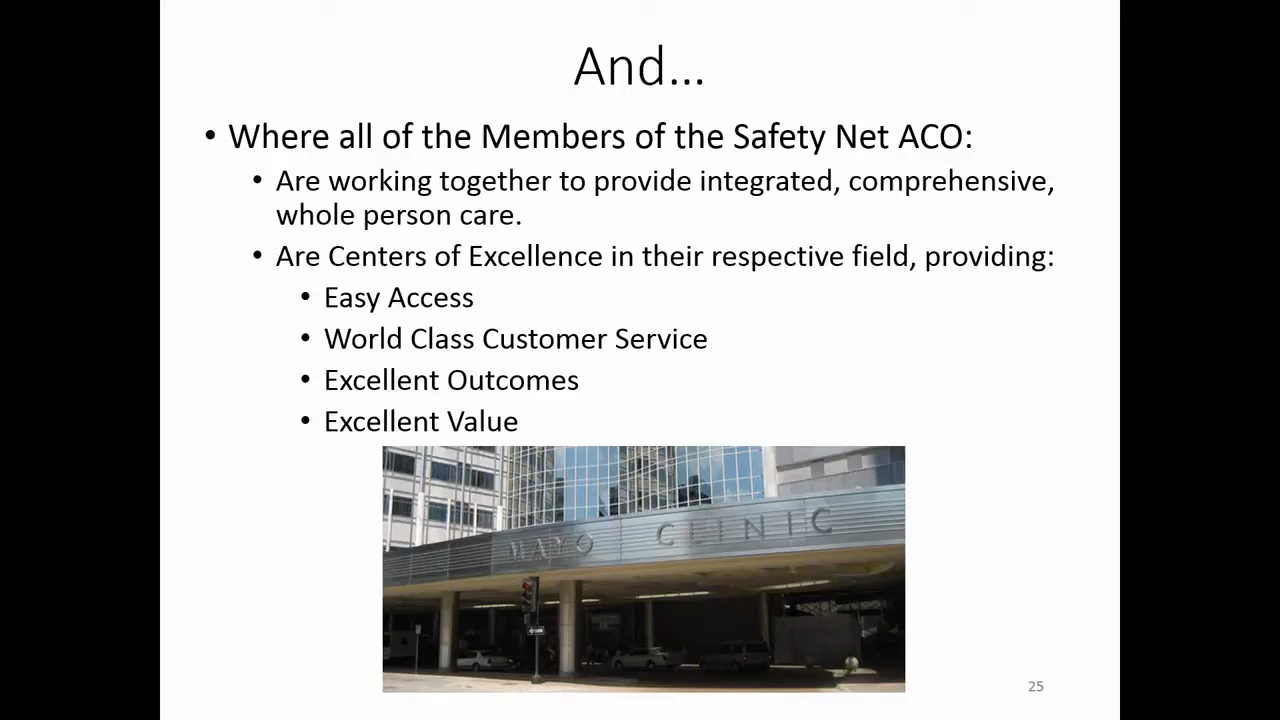 And…
• Where all of the Members of the Safety Net ACO:
• Are working together to provide integrated, comprehensive,
whole person care.
• Are Centers of Excellence in their respective field, providing:
• Easy Access
• World Class Customer Service
• Excellent Outcomes
• Excellent Value
MAYO CLINIC
25